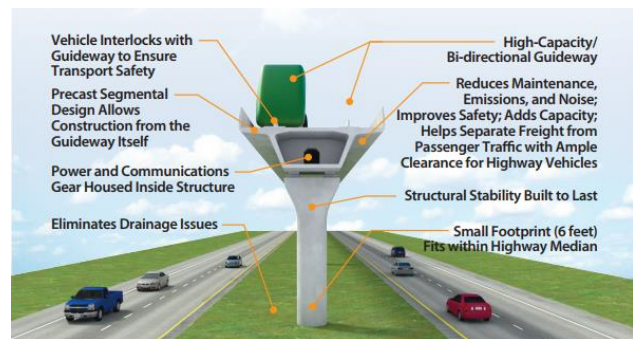 Vehicle Interlocks with
Guideway to Ensure
Transport Safety
Precast Segmental
Design Allows
Construction from the
Guideway Itself
Power and Communications
Gear Housed Inside Structure
Eliminates Drainage Issues
High-Capacity/
Bi-directional Guideway
Reduces Maintenance,
Emissions, and Noise;
Improves Safety; Adds Capacity;
Helps Separate Freight from
Passenger Traffic with Ample
Clearance for Highway Vehicles
Structural Stability Built to Last
Small Footprint (6 feet)
Fits within Highway Median